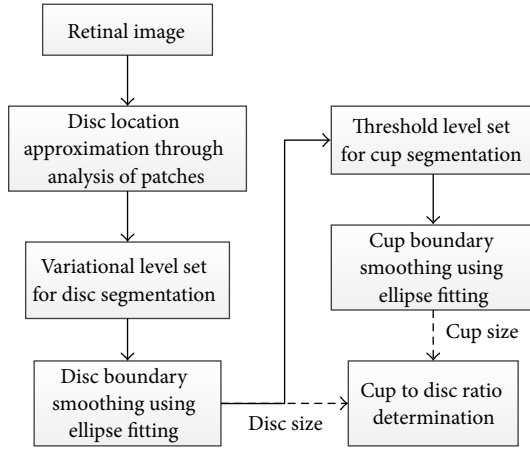 Retinal image
Disc location
approximation through
analysis of patches
Variational level set
for disc segmentation
Disc boundary
smoothing using
ellipse fitting
Disc size
Threshold level set
for cup segmentation
Cup boundary
smoothing using
ellipse fitting
Cup size
Cup to disc ratio
determination